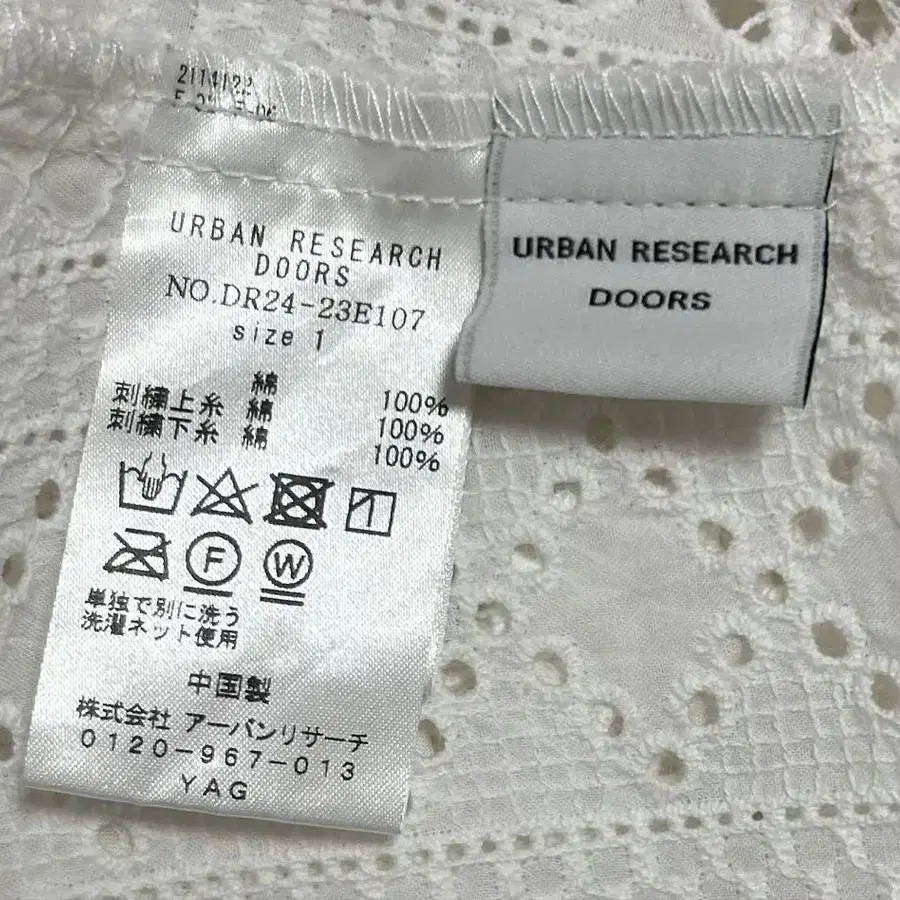 2114122
URBAN RESEARCH
DOORS
NO.DR24-23E107
size 1
綿 100%
刺繍上糸 綿 100%
刺繍下糸 綿 100%
1
F
W
単独で別に洗う
洗濯ネット使用
中国製
株式会社 アーバンリサーチ
0120-967-013
YAG
URBAN RESEARCH
DOORS